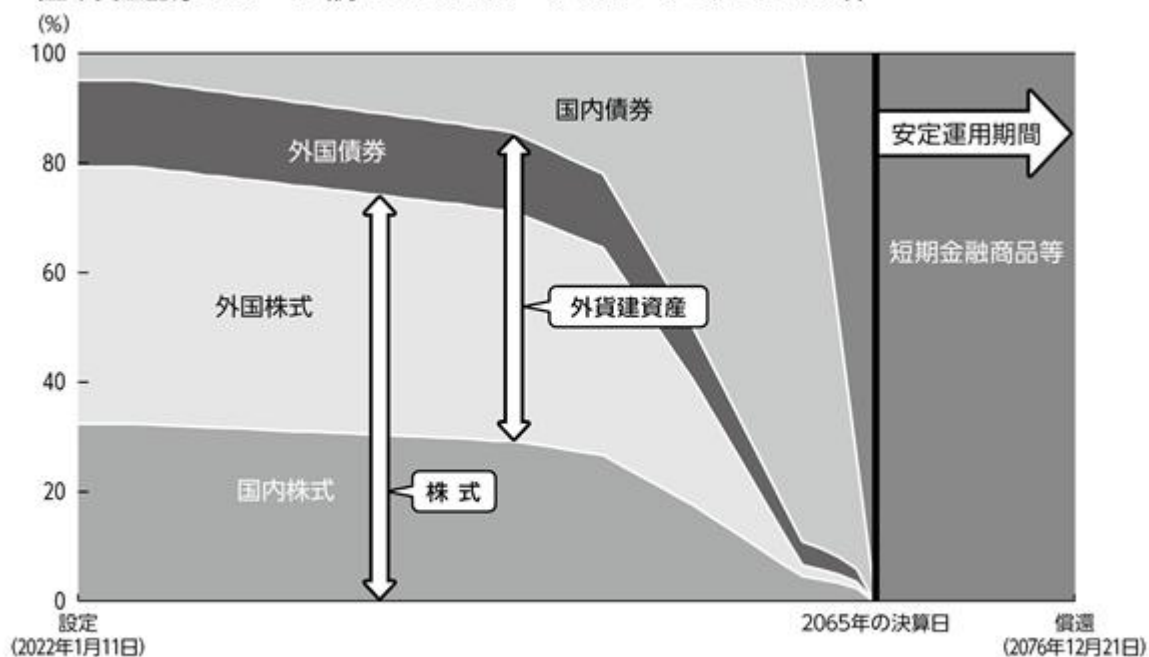 (%)
100
国内債券
安定運用期間
外国債券
80
短期金融商品等
60
外国株式
外貨建資産
40
20
国内株式
株式
0
設定
(2022年1月11日)
2065年の決算日
償還
(2076年12月21日)